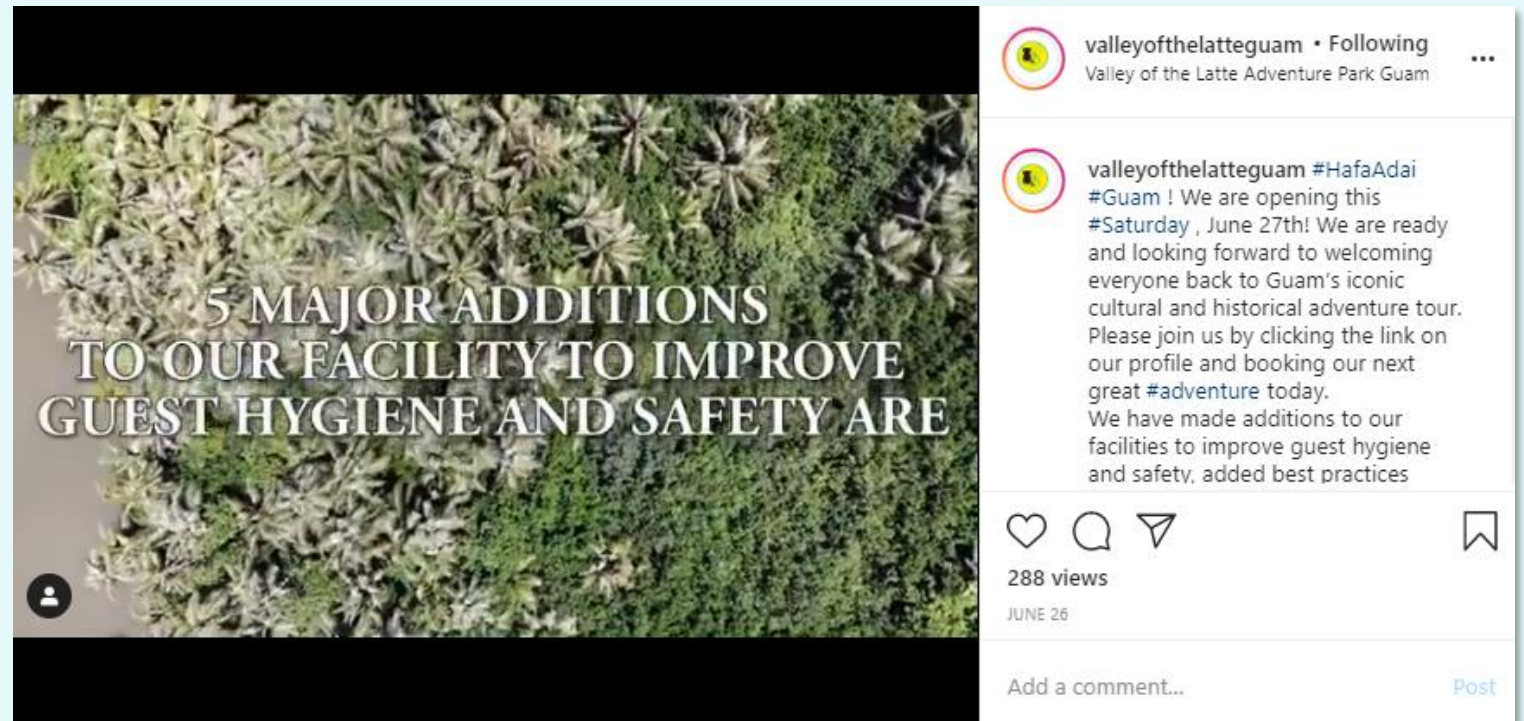 5 MAJOR ADDITIONS
TO OUR FACILITY TO IMPROVE
GUEST HYGIENE AND SAFETY ARE
valleyofthelatteguam • Following
Valley of the Latte Adventure Park Guam
valleyofthelatteguam #HafaAdai
#Guam ! We are opening this
#Saturday , June 27th! We are ready
and looking forward to welcoming
everyone back to Guam's iconic
cultural and historical adventure tour.
Please join us by clicking the link on
our profile and booking our next
great #adventure today.
We have made additions to our
facilities to improve guest hygiene
and safety, added best practices
288 views
JUNE 26
Add a comment...
Post